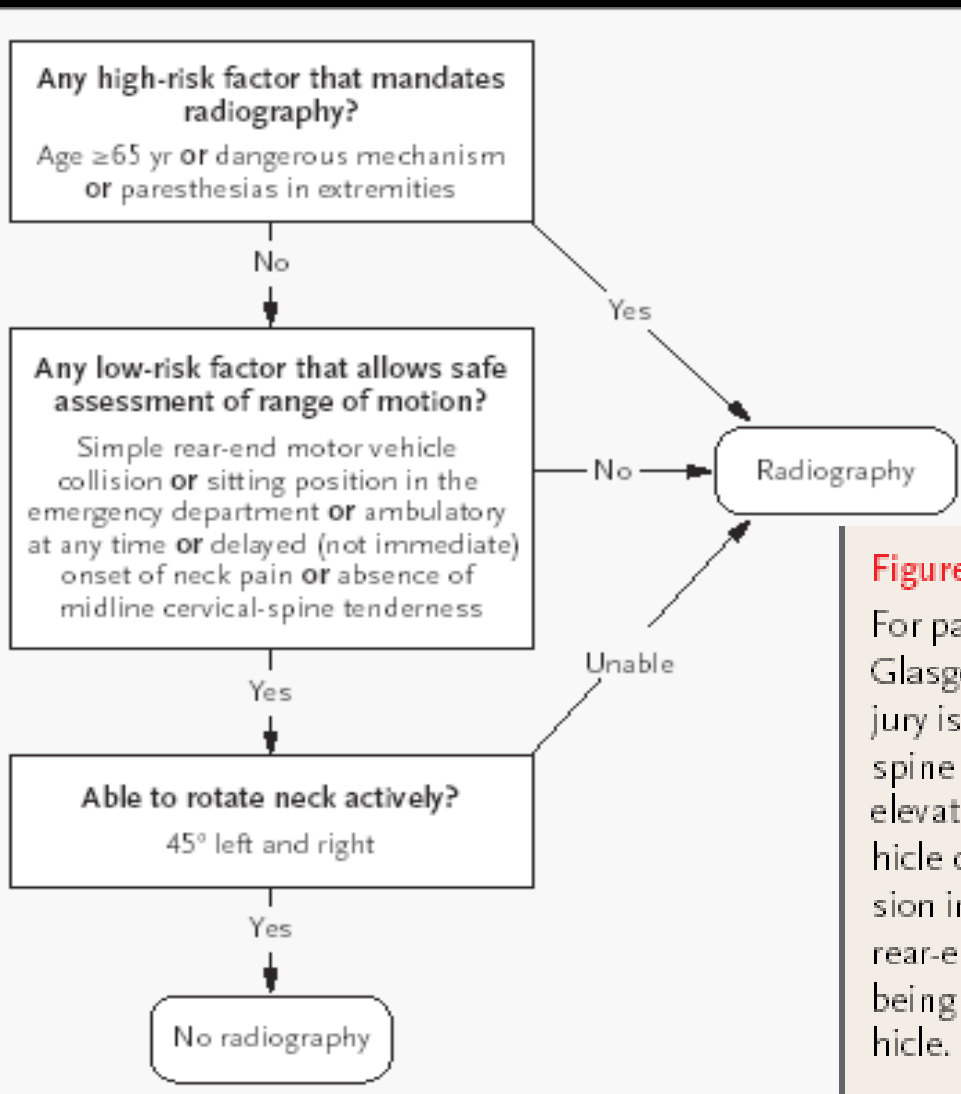 Any high-risk factor that mandates
radiography?
Age ≥65 yr or dangerous mechanism
or paresthesias in extremities
No
Yes
Any low-risk factor that allows safe
assessment of range of motion?
Simple rear-end motor vehicle
collision or sitting position in the
emergency department or ambulatory
at any time or delayed (not immediate)
onset of neck pain or absence of
midline cervical-spine tenderness
No
Radiography
Unable
Yes
Able to rotate neck actively?
45° left and right
Yes
No radiography
Figure
For pa
Glasg
jury is
spine
elevat
hicle
sion i
rear-e
being
hicle.